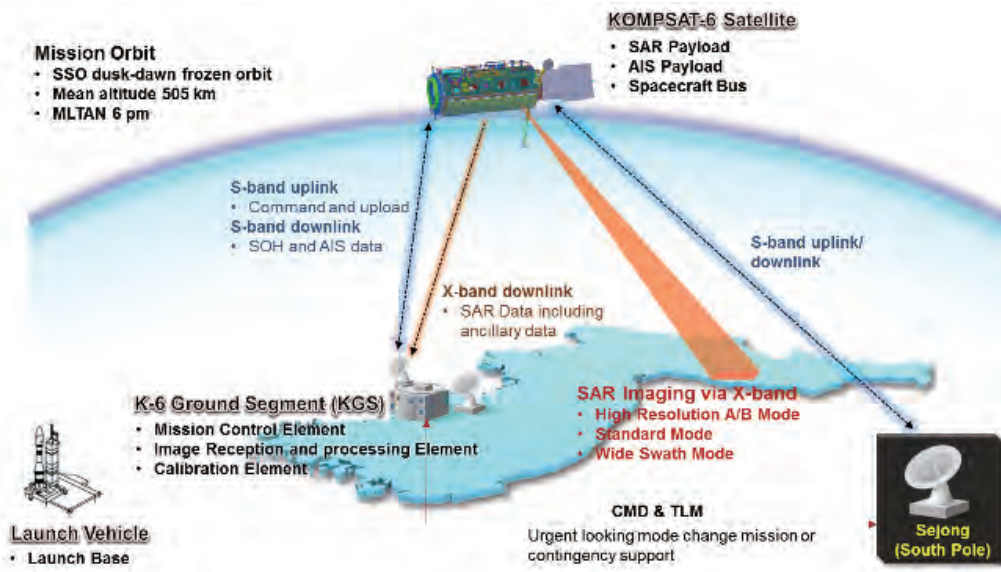 KOMPSAT-6 Satellite
• SAR Payload
• AIS Payload
• Spacecraft Bus
Mission Orbit
• SSO dusk-dawn frozen orbit
• Mean altitude 505 km
• MLTAN 6 pm
S-band uplink
• Command and upload
S-band downlink
• SOH and AIS data
S-band uplink/
downlink
X-band downlink
• SAR Data including
ancillary data
K-6 Ground Segment (KGS)
• Mission Control Element
• Image Reception and processing Element
• Calibration Element
SAR Imaging via X-band
• High Resolution A/B Mode
• Standard Mode
• Wide Swath Mode
Launch Vehicle
• Launch Base
CMD & TLM
Urgent looking mode change mission or
contingency support
Sejong
(South Pole)